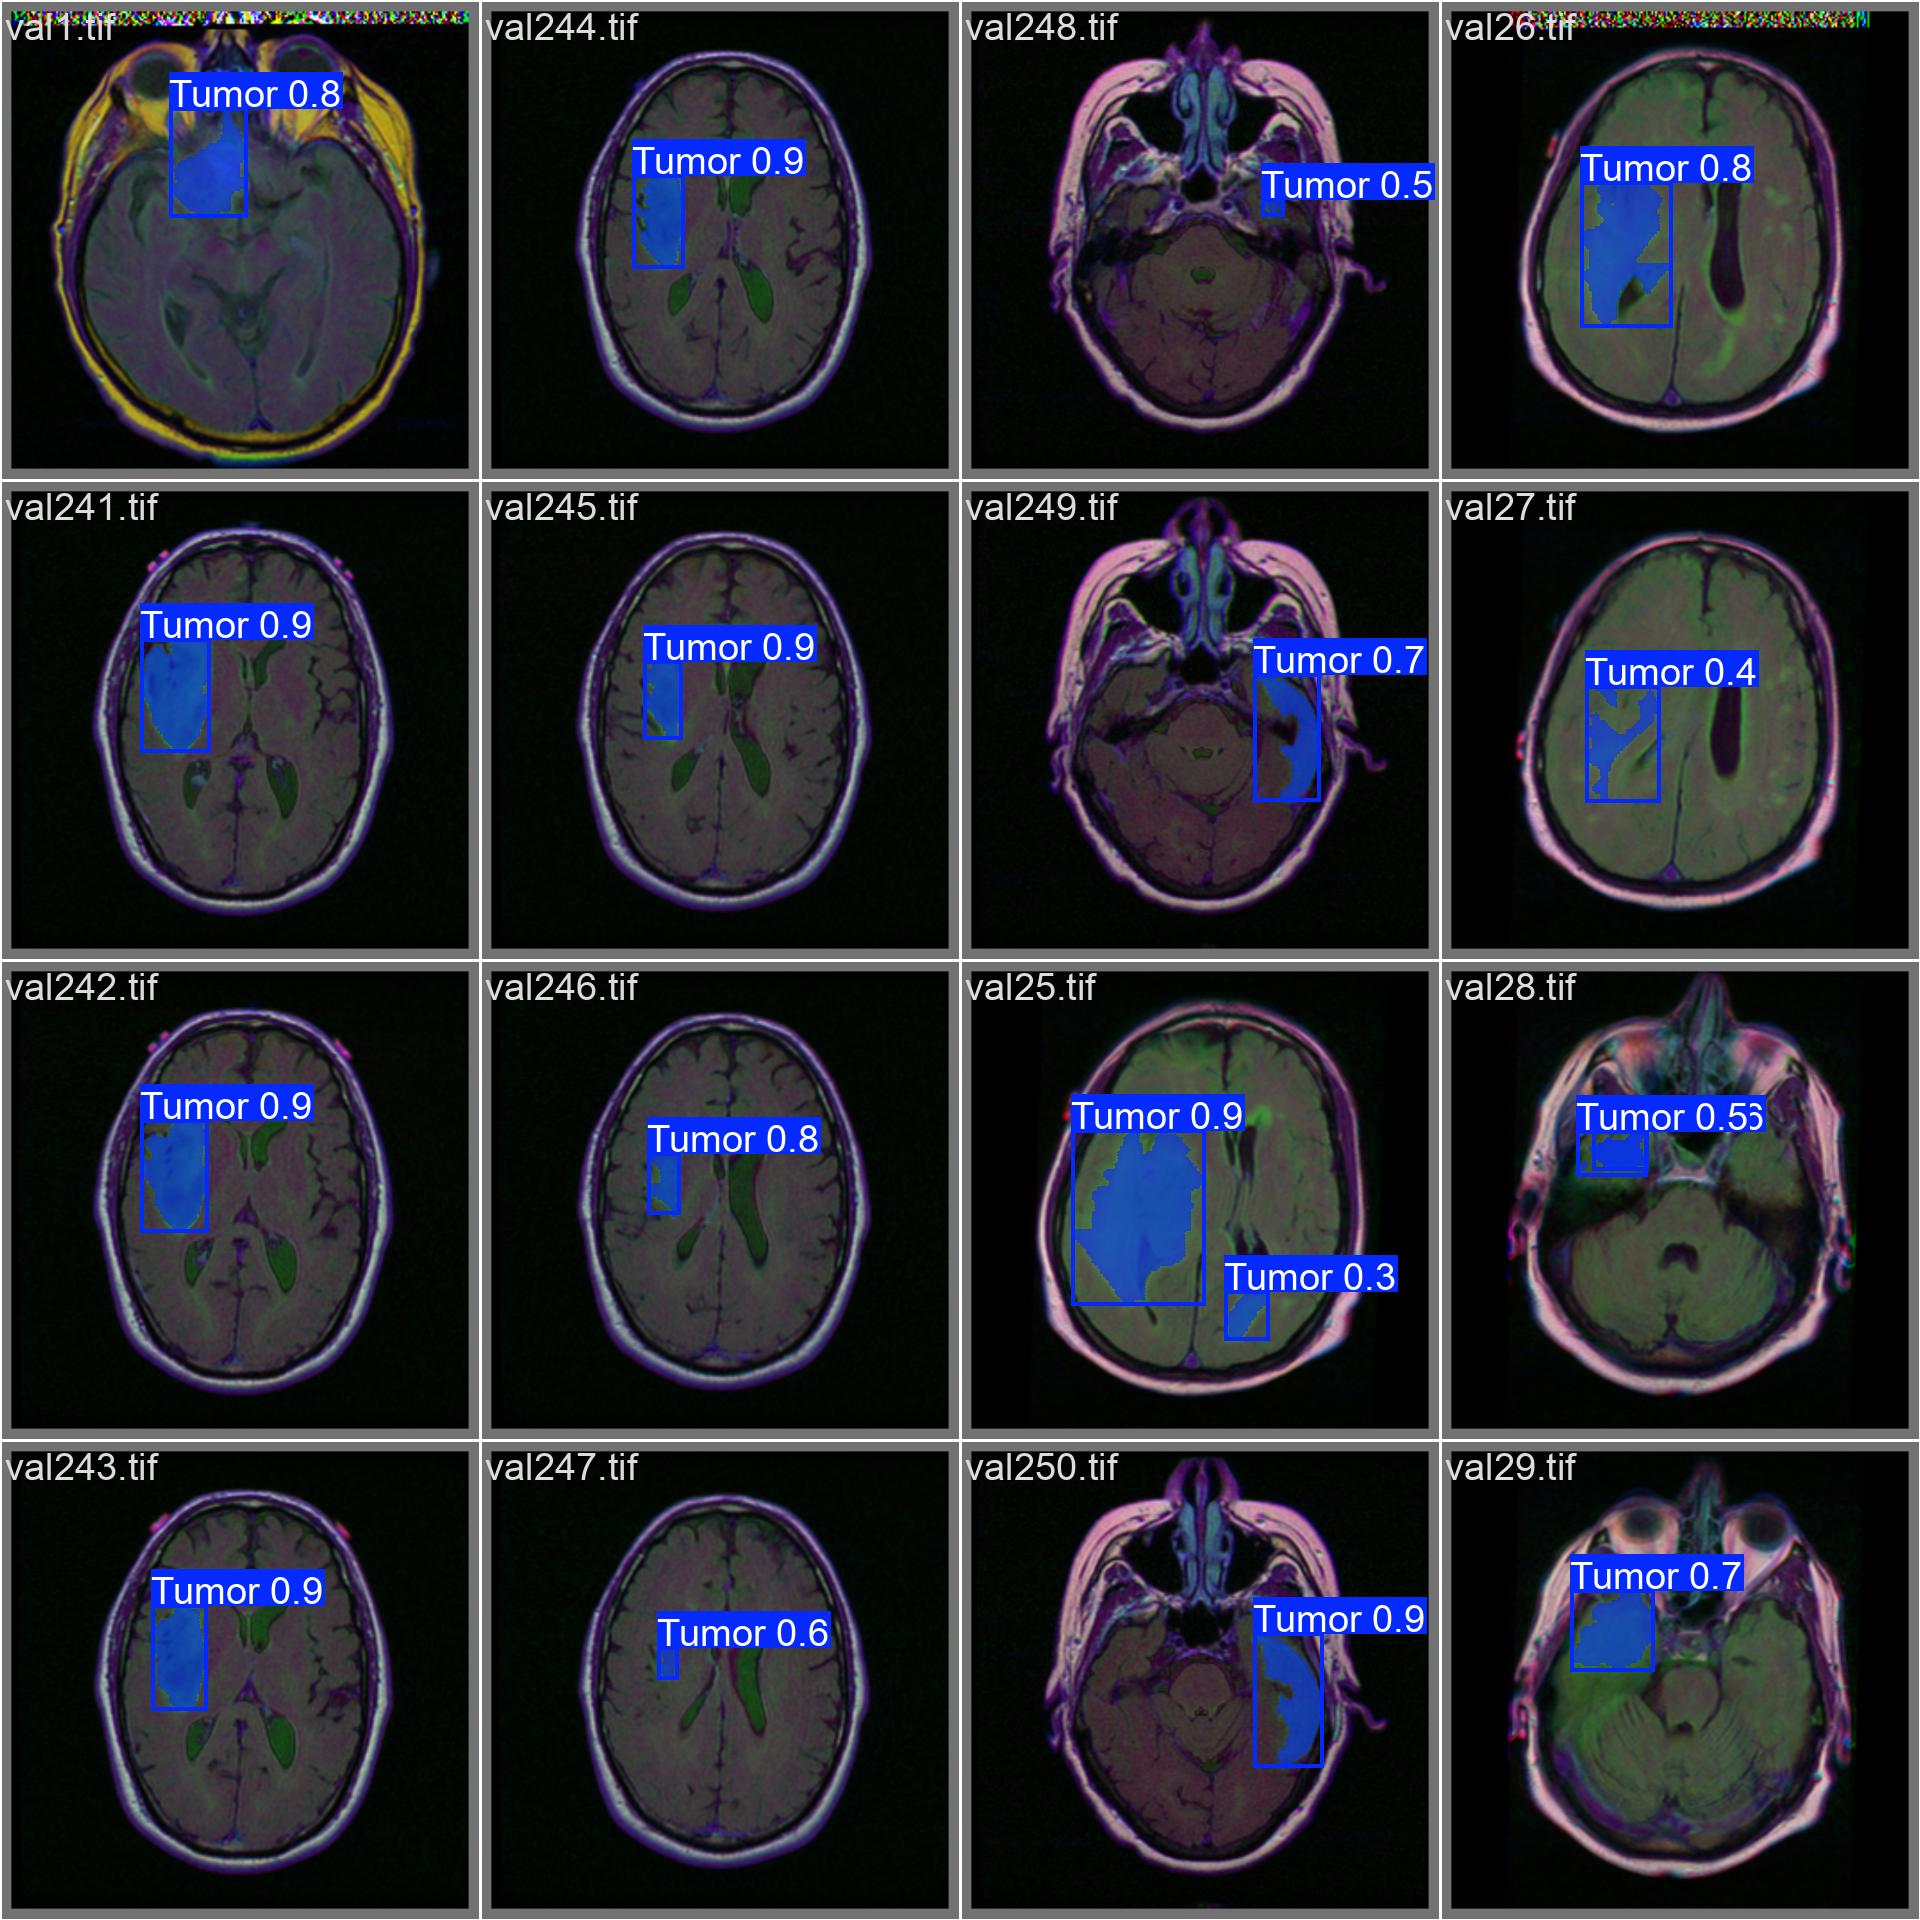 val1.tif
Tumor 0.8
val244.tif
Tumor 0.9
val248.tif
Tumor 0.5
val26.tif
Tumor 0.8
val241.tif
Tumor 0.9
val245.tif
Tumor 0.9
val249.tif
Tumor 0.7
val27.tif
Tumor 0.4
val242.tif
Tumor 0.9
val246.tif
Tumor 0.8
val25.tif
Tumor 0.9
Tumor 0.3
val28.tif
Tumor 0.5
val243.tif
Tumor 0.9
val247.tif
Tumor 0.6
val250.tif
Tumor 0.9
val29.tif
Tumor 0.7